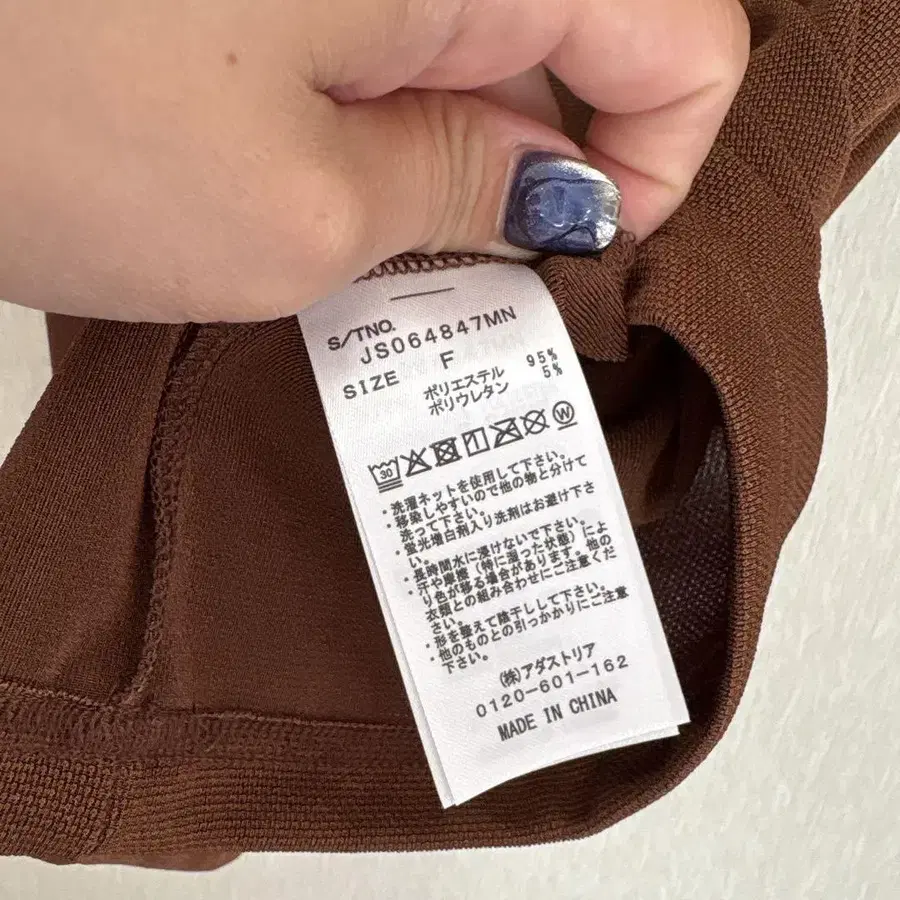 S/TNO.
JS064847MN
SIZE F
ポリエステル 95%
ポリウレタン 5%
30 W
・洗濯ネットを使用して下さい。
・移染しやすいので他の物と分けて
洗って下さい。
・蛍光増白剤入り洗剤はお避け下さ
い。
・長時間水に浸けないで下さい。
・汗や摩擦（特に湿った状態）によ
り色が移る場合があります。他の
衣類との組み合わせにご注意くだ
さい。
・形を整えて陰干しして下さい。
・他のものとの引っかかりにご注意
下さい。
(株)アダストリア
0120-601-162
MADE IN CHINA